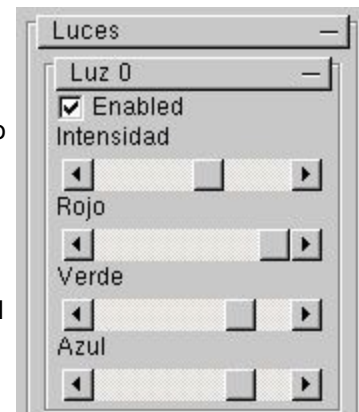 Luces
Luz 0
Enabled
Intensidad
Rojo
Verde
Azul